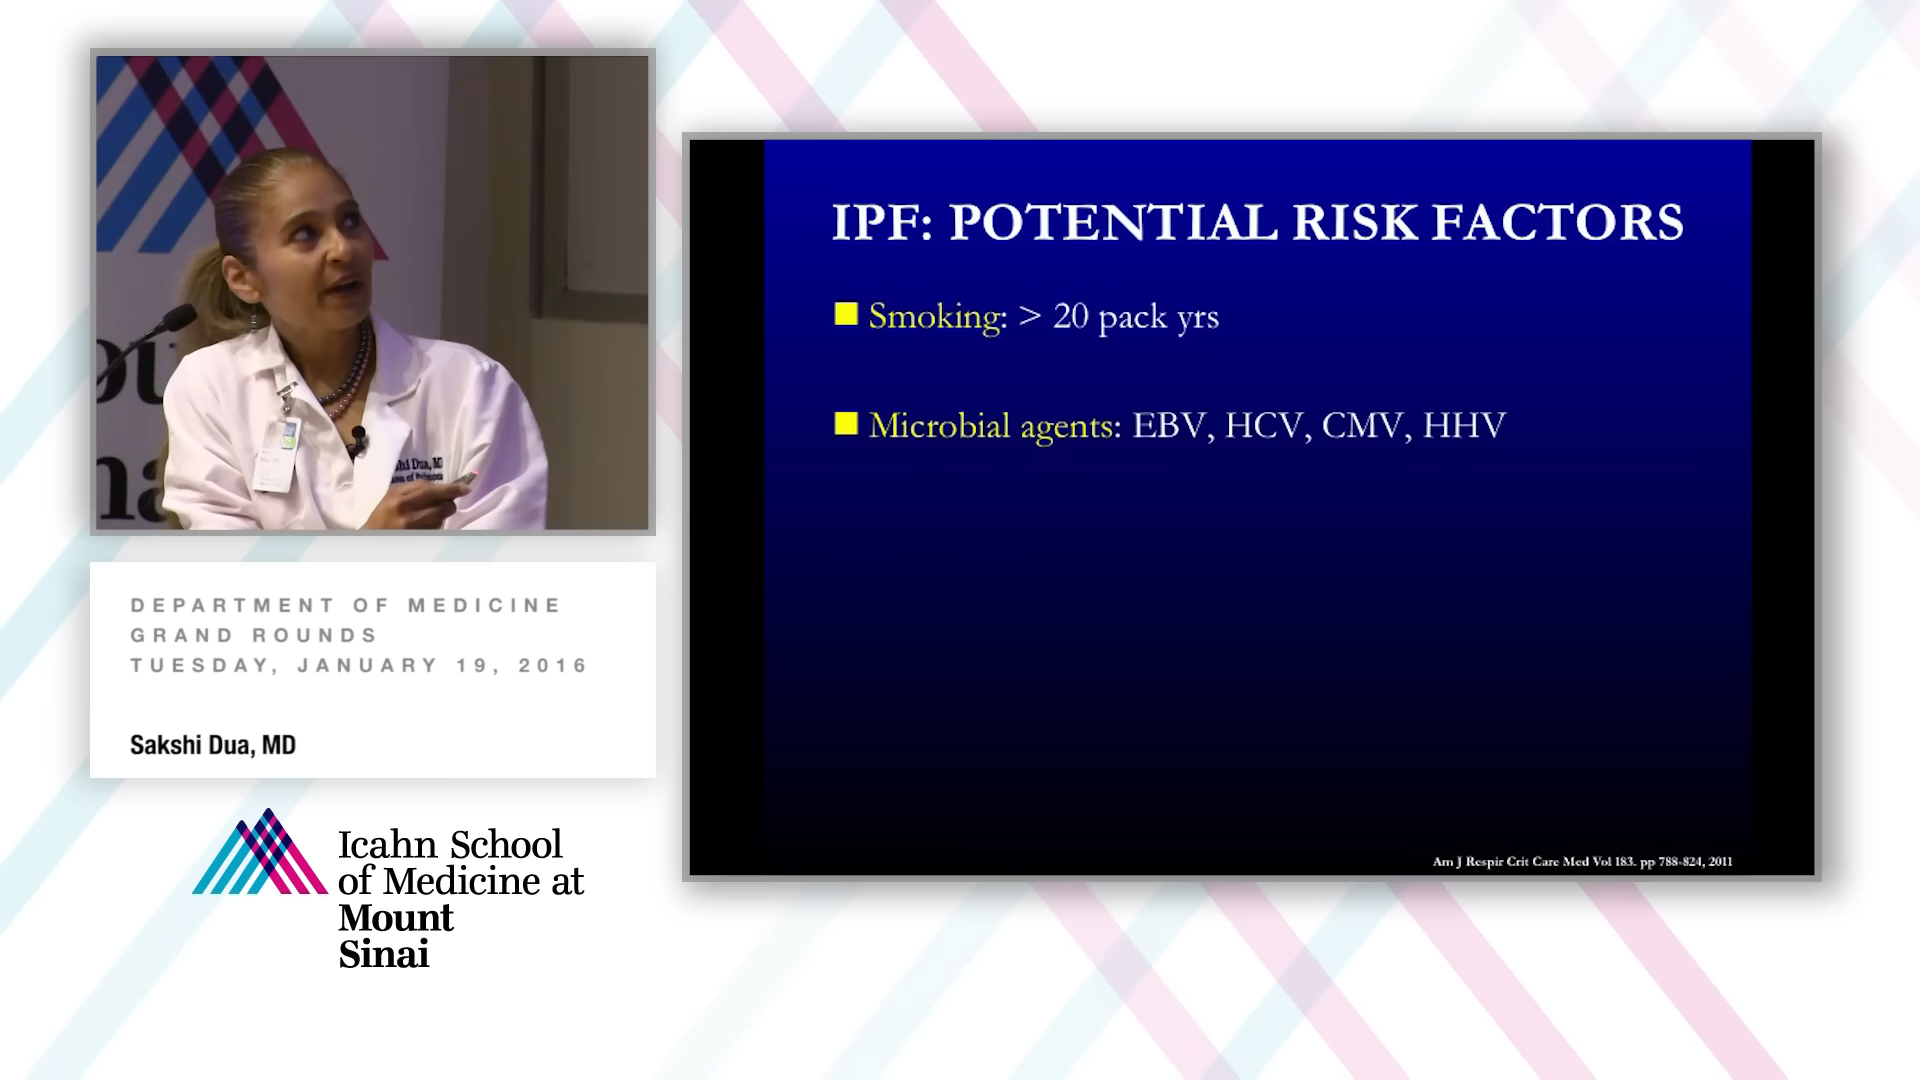 DEPARTMENT OF MEDICINE
GRAND ROUNDS
TUESDAY, JANUARY 19, 2016
Sakshi Dua, MD
Icahn School
of Medicine at
Mount
Sinai
IPF: POTENTIAL RISK FACTORS
Smoking: > 20 pack yrs
Microbial agents: EBV, HCV, CMV, HHV
Am J Respir Crit Care Med Vol 183. pp 788-824, 2011